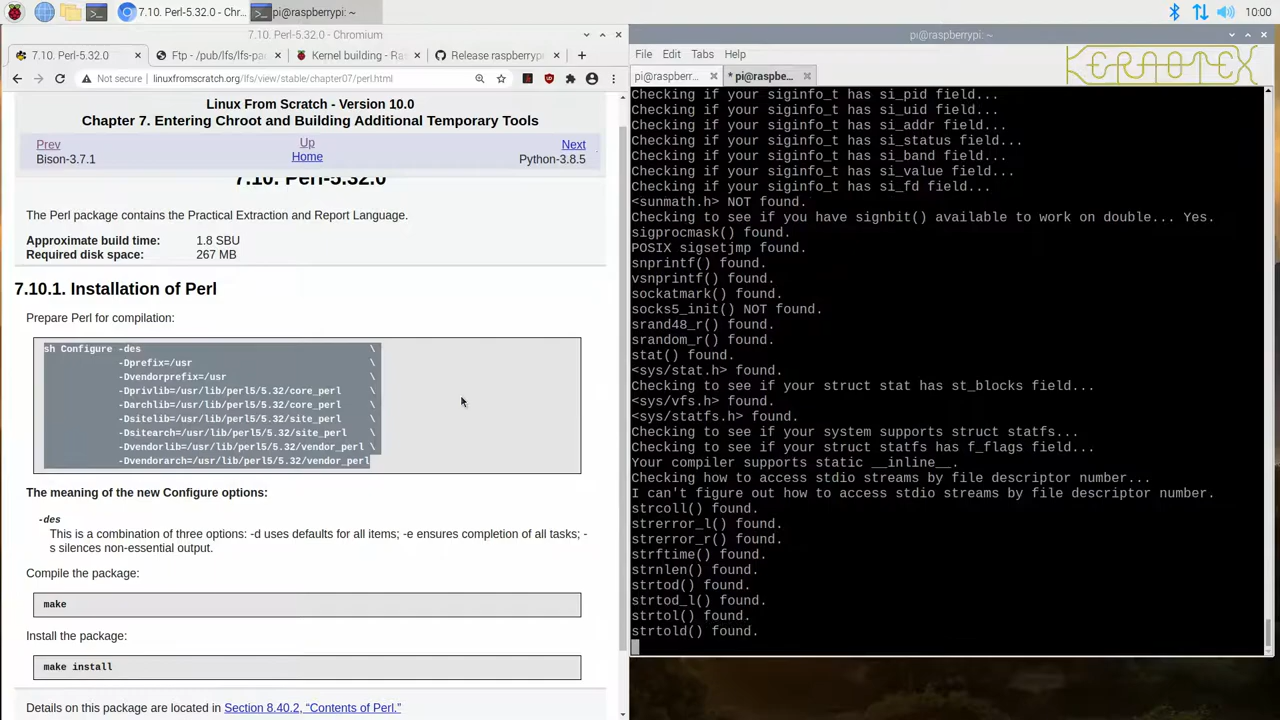 7.10. Perl-5.32.0 - Chro...
pi@raspberrypi: ~
10:00
7.10. Perl-5.32.0 - Chromium
7.10. Perl-5.32.0
Ftp - /pub/lfs/lfs-pa
Kernel building - Ras
Release raspberrypi
Not secure
linuxfromscratch.org/lfs/view/stable/chapter07/perl.html
Linux From Scratch - Version 10.0
Chapter 7. Entering Chroot and Building Additional Temporary Tools
Prev
Up
Next
Bison-3.7.1
Home
Python-3.8.5
7.10. Perl-5.32.0
The Perl package contains the Practical Extraction and Report Language.
Approximate build time: 1.8 SBU
Required disk space: 267 MB
7.10.1. Installation of Perl
Prepare Perl for compilation:
sh Configure -des \
-Dprefix=/usr \
-Dvendorprefix=/usr \
-Dprivlib=/usr/lib/perl5/5.32/core_perl \
-Darchlib=/usr/lib/perl5/5.32/core_perl \
-Dsitelib=/usr/lib/perl5/5.32/site_perl \
-Dsitearch=/usr/lib/perl5/5.32/site_perl \
-Dvendorlib=/usr/lib/perl5/5.32/vendor_perl \
-Dvendorarch=/usr/lib/perl5/5.32/vendor_perl
The meaning of the new Configure options:
-des
This is a combination of three options: -d uses defaults for all items; -e ensures completion of all tasks; -
s silences non-essential output.
Compile the package:
make
Install the package:
make install
Details on this package are located in Section 8.40.2, “Contents of Perl.”
pi@raspberrypi: ~
File Edit Tabs Help
KERAOTEX
pi@raspberr...
* pi@raspbe...
Checking if your siginfo_t has si_pid field...
Checking if your siginfo_t has si_uid field...
Checking if your siginfo_t has si_addr field...
Checking if your siginfo_t has si_status field...
Checking if your siginfo_t has si_band field...
Checking if your siginfo_t has si_value field...
Checking if your siginfo_t has si_fd field...
<sunmath.h> NOT found.
Checking to see if you have signbit() available to work on double... Yes.
sigprocmask() found.
POSIX sigsetjmp found.
snprintf() found.
vsnprintf() found.
sockatmark() found.
socks5_init() NOT found.
srand48_r() found.
srandom_r() found.
stat() found.
<sys/stat.h> found.
Checking to see if your struct stat has st_blocks field...
<sys/vfs.h> found.
<sys/statfs.h> found.
Checking to see if your system supports struct statfs...
Checking to see if your struct statfs has f_flags field...
Your compiler supports static __inline__.
Checking how to access stdio streams by file descriptor number...
I can't figure out how to access stdio streams by file descriptor number.
strcoll() found.
strerror_l() found.
strerror_r() found.
strftime() found.
strnlen() found.
strtod() found.
strtod_l() found.
strtol() found.
strtold() found.